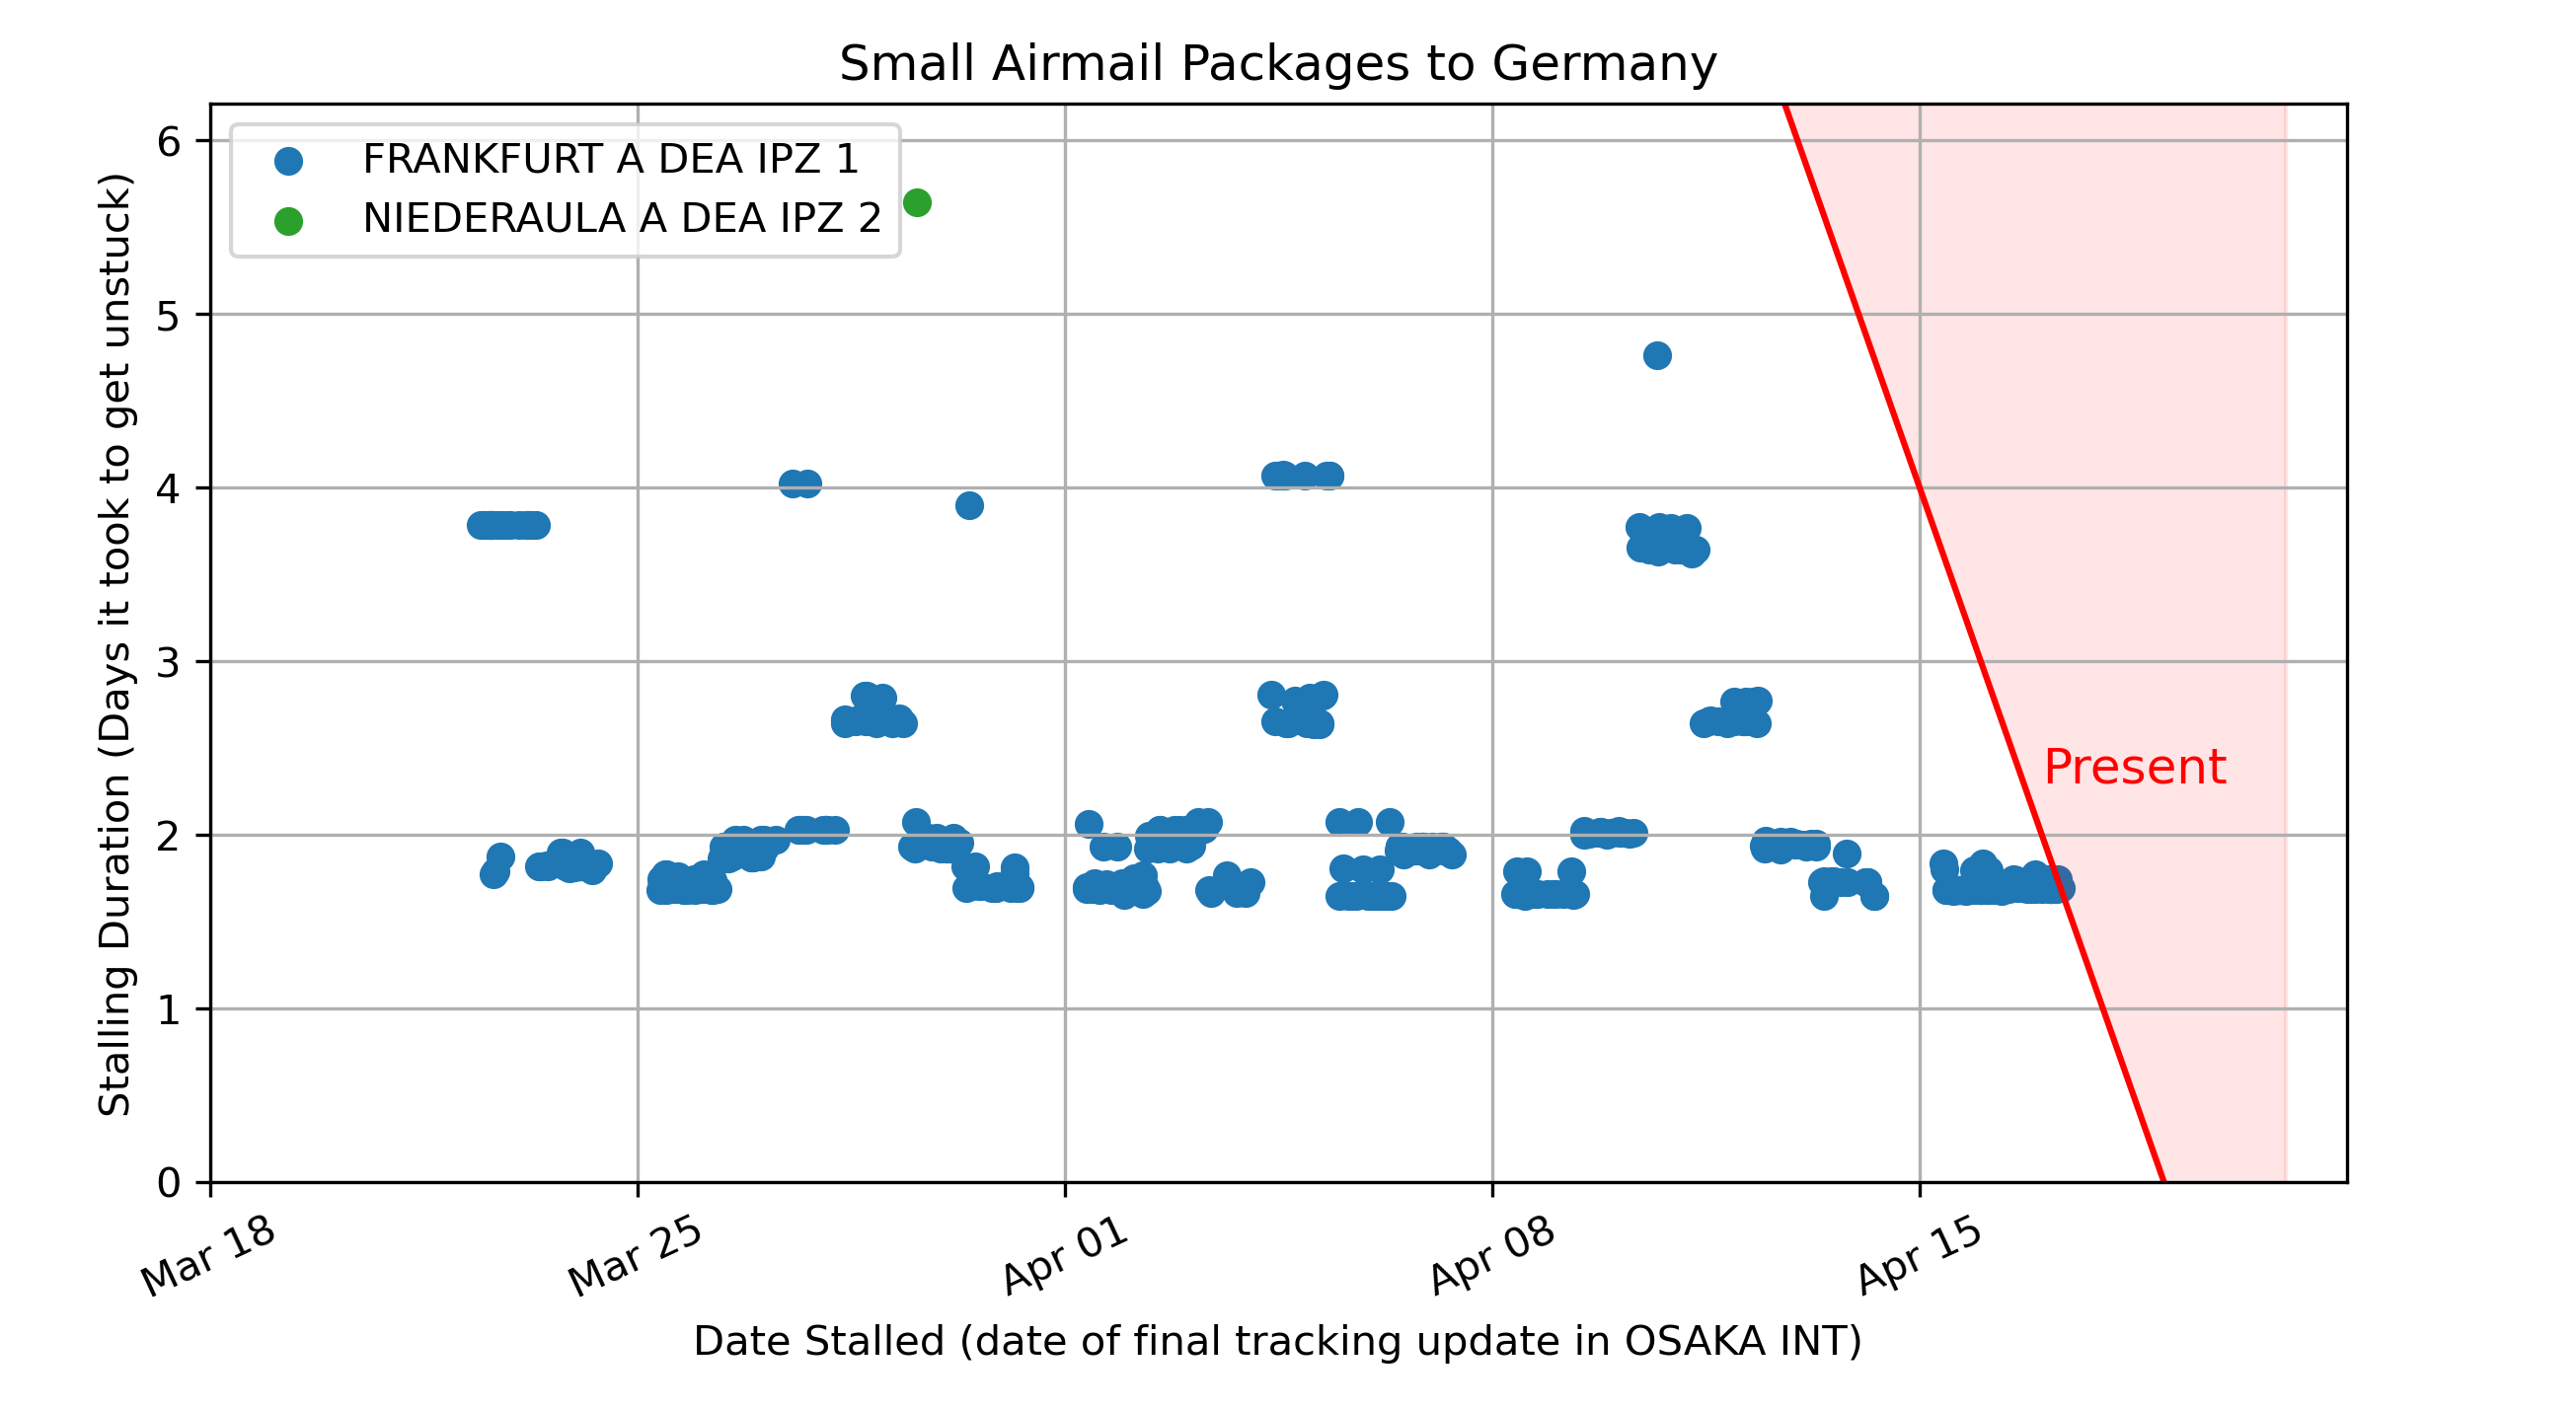 Small Airmail Packages to Germany
FRANKFURT A DEA IPZ 1
NIEDERAULA A DEA IPZ 2
Stalling Duration (Days it took to get unstuck)
6
5
4
3
2
1
0
Present
Mar 18
Mar 25
Apr 01
Apr 08
Apr 15
Date Stalled (date of final tracking update in OSAKA INT)